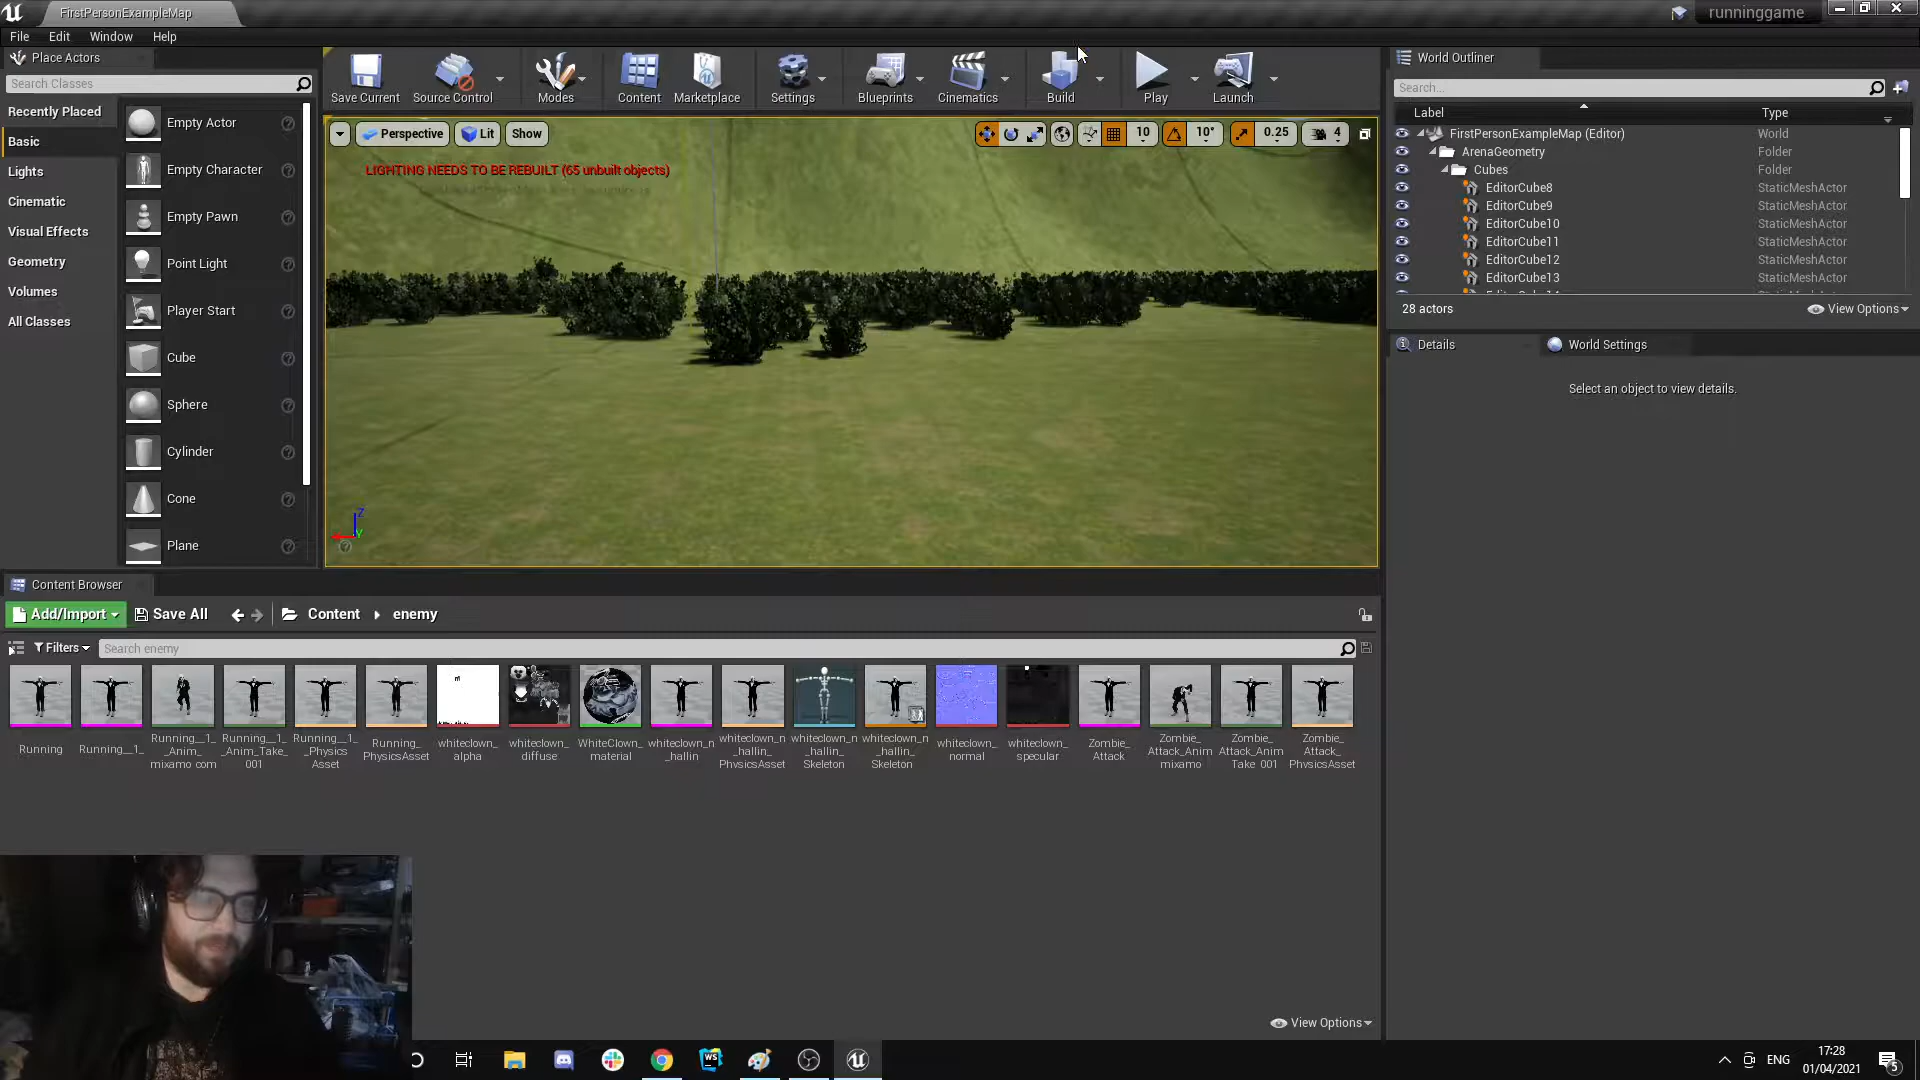 FirstPersonExampleMap
runninggame
File Edit Window Help
Place Actors
Search Classes
Recently Placed
Basic
Lights
Cinematic
Visual Effects
Geometry
Volumes
All Classes
Empty Actor
Empty Character
Empty Pawn
Point Light
Player Start
Cube
Sphere
Cylinder
Cone
Plane
Save Current Source Control Modes Content Marketplace Settings Blueprints Cinematics Build Play Launch
Perspective Lit Show
10 10° 0.25 4
LIGHTING NEEDS TO BE REBUILT (65 unbuilt objects)
Z
Y
World Outliner
Search...
Label Type
FirstPersonExampleMap (Editor) World
ArenaGeometry Folder
Cubes Folder
EditorCube8 StaticMeshActor
EditorCube9 StaticMeshActor
EditorCube10 StaticMeshActor
EditorCube11 StaticMeshActor
EditorCube12 StaticMeshActor
EditorCube13 StaticMeshActor
28 actors View Options
Details World Settings
Select an object to view details.
Content Browser
Add/Import Save All Content enemy
Filters Search enemy
Running
Running__1_
Running__1_
_Anim_
mixamo com
Running__1_
_Anim_Take_
001
Running__1_
_Physics
Asset
Running_
PhysicsAsset
whiteclown_
alpha
whiteclown_
diffuse
WhiteClown_
material
whiteclown_n
_hallin
whiteclown_n
_hallin_
PhysicsAsset
whiteclown_n
_hallin_
Skeleton
whiteclown_n
_hallin_
Skeleton
whiteclown_
normal
whiteclown_
specular
Zombie_
Attack
Zombie_
Attack_Anim
mixamo
Zombie_
Attack_Anim
Take 001
Zombie_
Attack_
PhysicsAsset
View Options
WS
ENG
17:28
01/04/2021
5